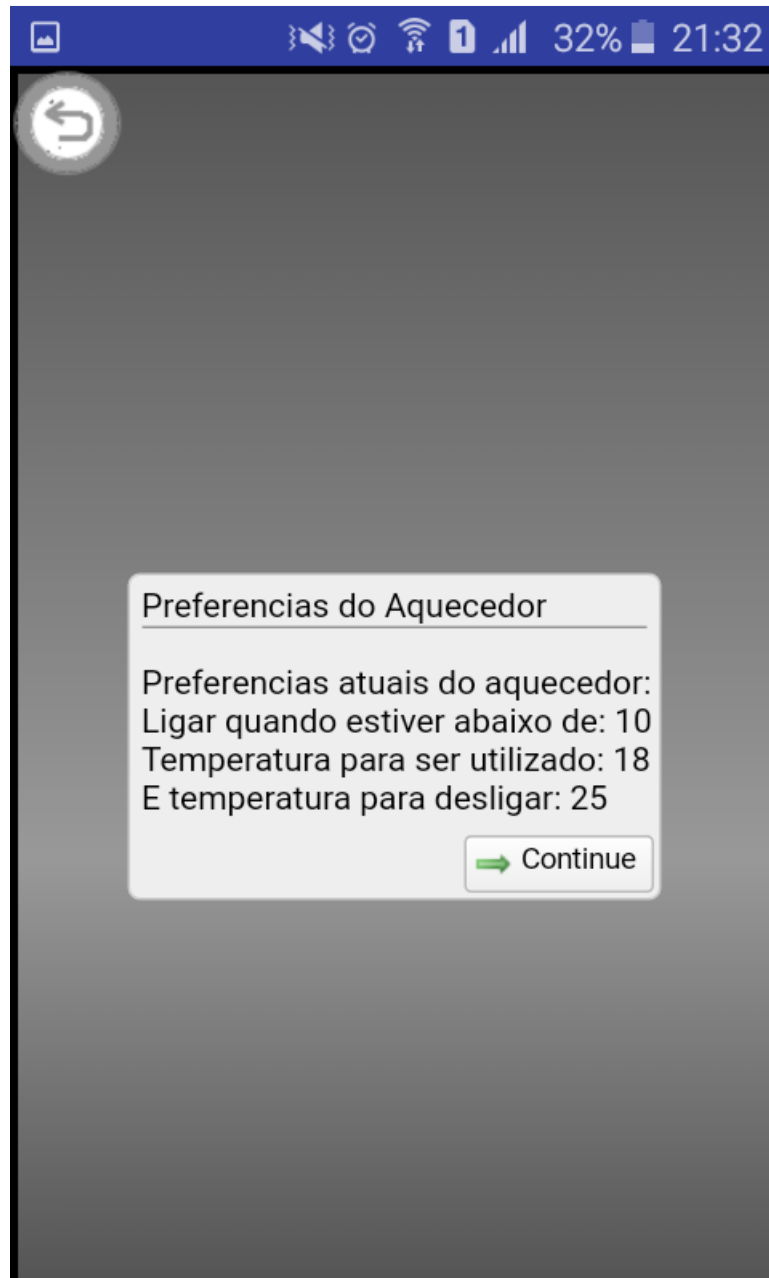 1 32% 21:32
Preferencias do Aquecedor
Preferencias atuais do aquecedor:
Ligar quando estiver abaixo de: 10
Temperatura para ser utilizado: 18
E temperatura para desligar: 25
Continue